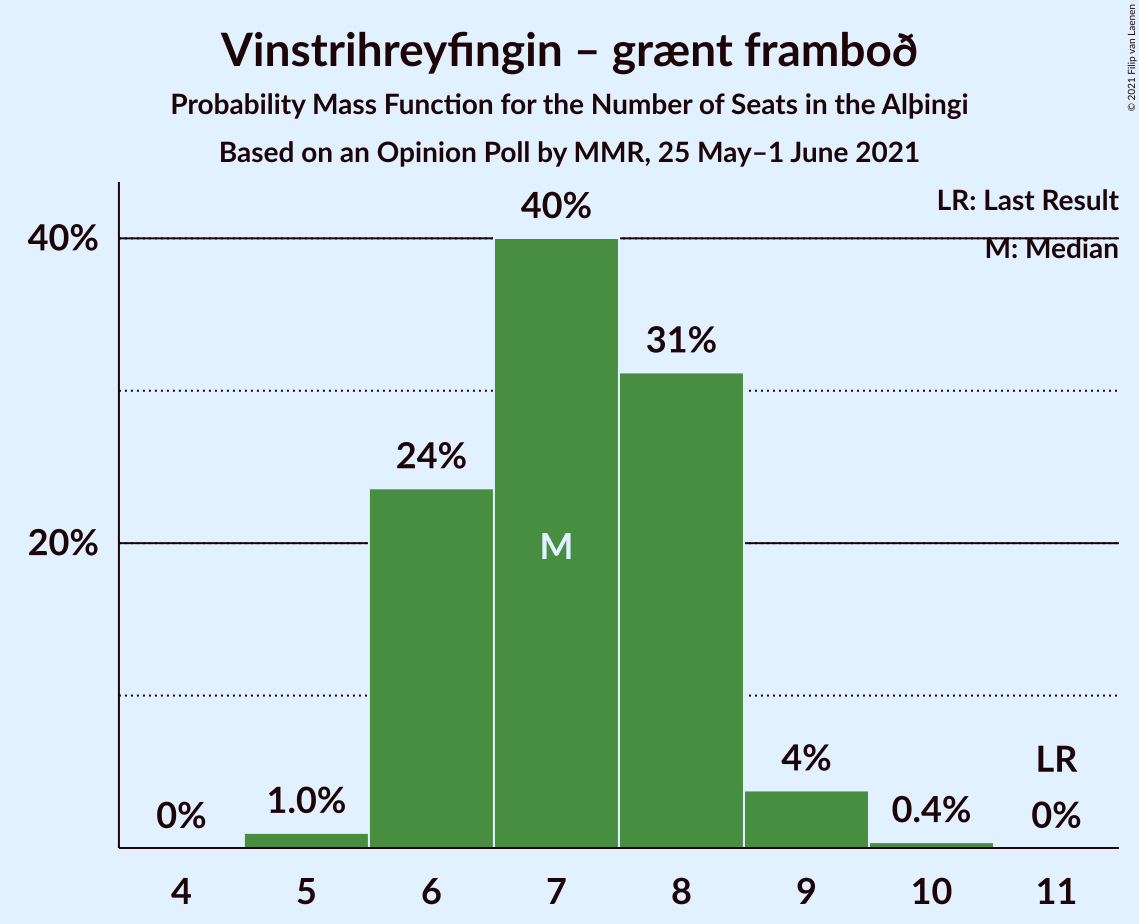 Vinstrihreyfingin – grænt framboð
Probability Mass Function for the Number of Seats in the Alþingi
Based on an Opinion Poll by MMR, 25 May–1 June 2021
© 2021 Filip van Laenen
LR: Last Result
M: Median
40%
20%
0%
1.0%
24%
40%
M
31%
4%
0.4%
LR
0%
4 5 6 7 8 9 10 11